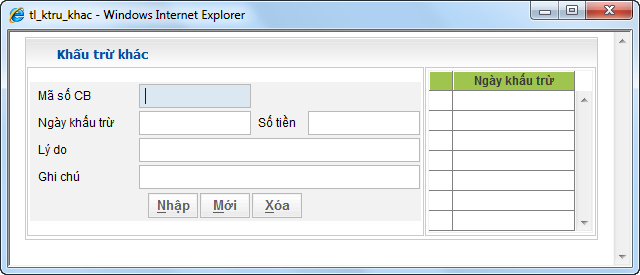 tl_ktru_khac - Windows Internet Explorer
Khấu trừ khác
Mã số CB
Ngày khấu trừ Số tiền
Lý do
Ghi chú
Nhập Mới Xóa
Ngày khấu trừ